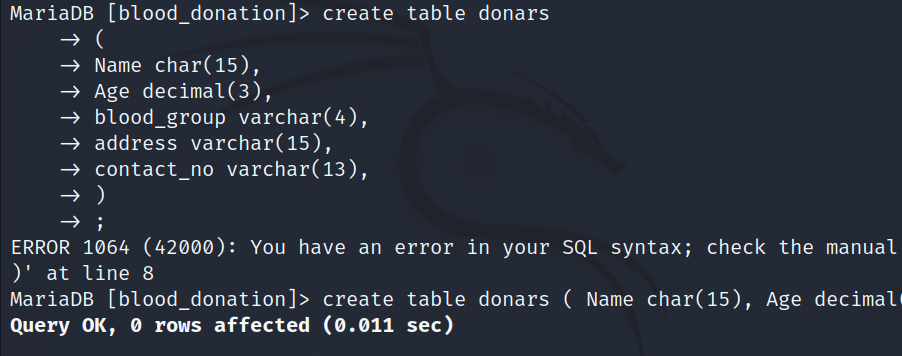 MariaDB [blood_donation]> create table donars
→ (
→ Name char(15),
→ Age decimal(3),
→ blood_group varchar(4),
→ address varchar(15),
→ contact_no varchar(13),
→ )
→ ;
ERROR 1064 (42000): You have an error in your SQL syntax; check the manual
)' at line 8
MariaDB [blood_donation]> create table donars ( Name char(15), Age decimal(
Query OK, 0 rows affected (0.011 sec)